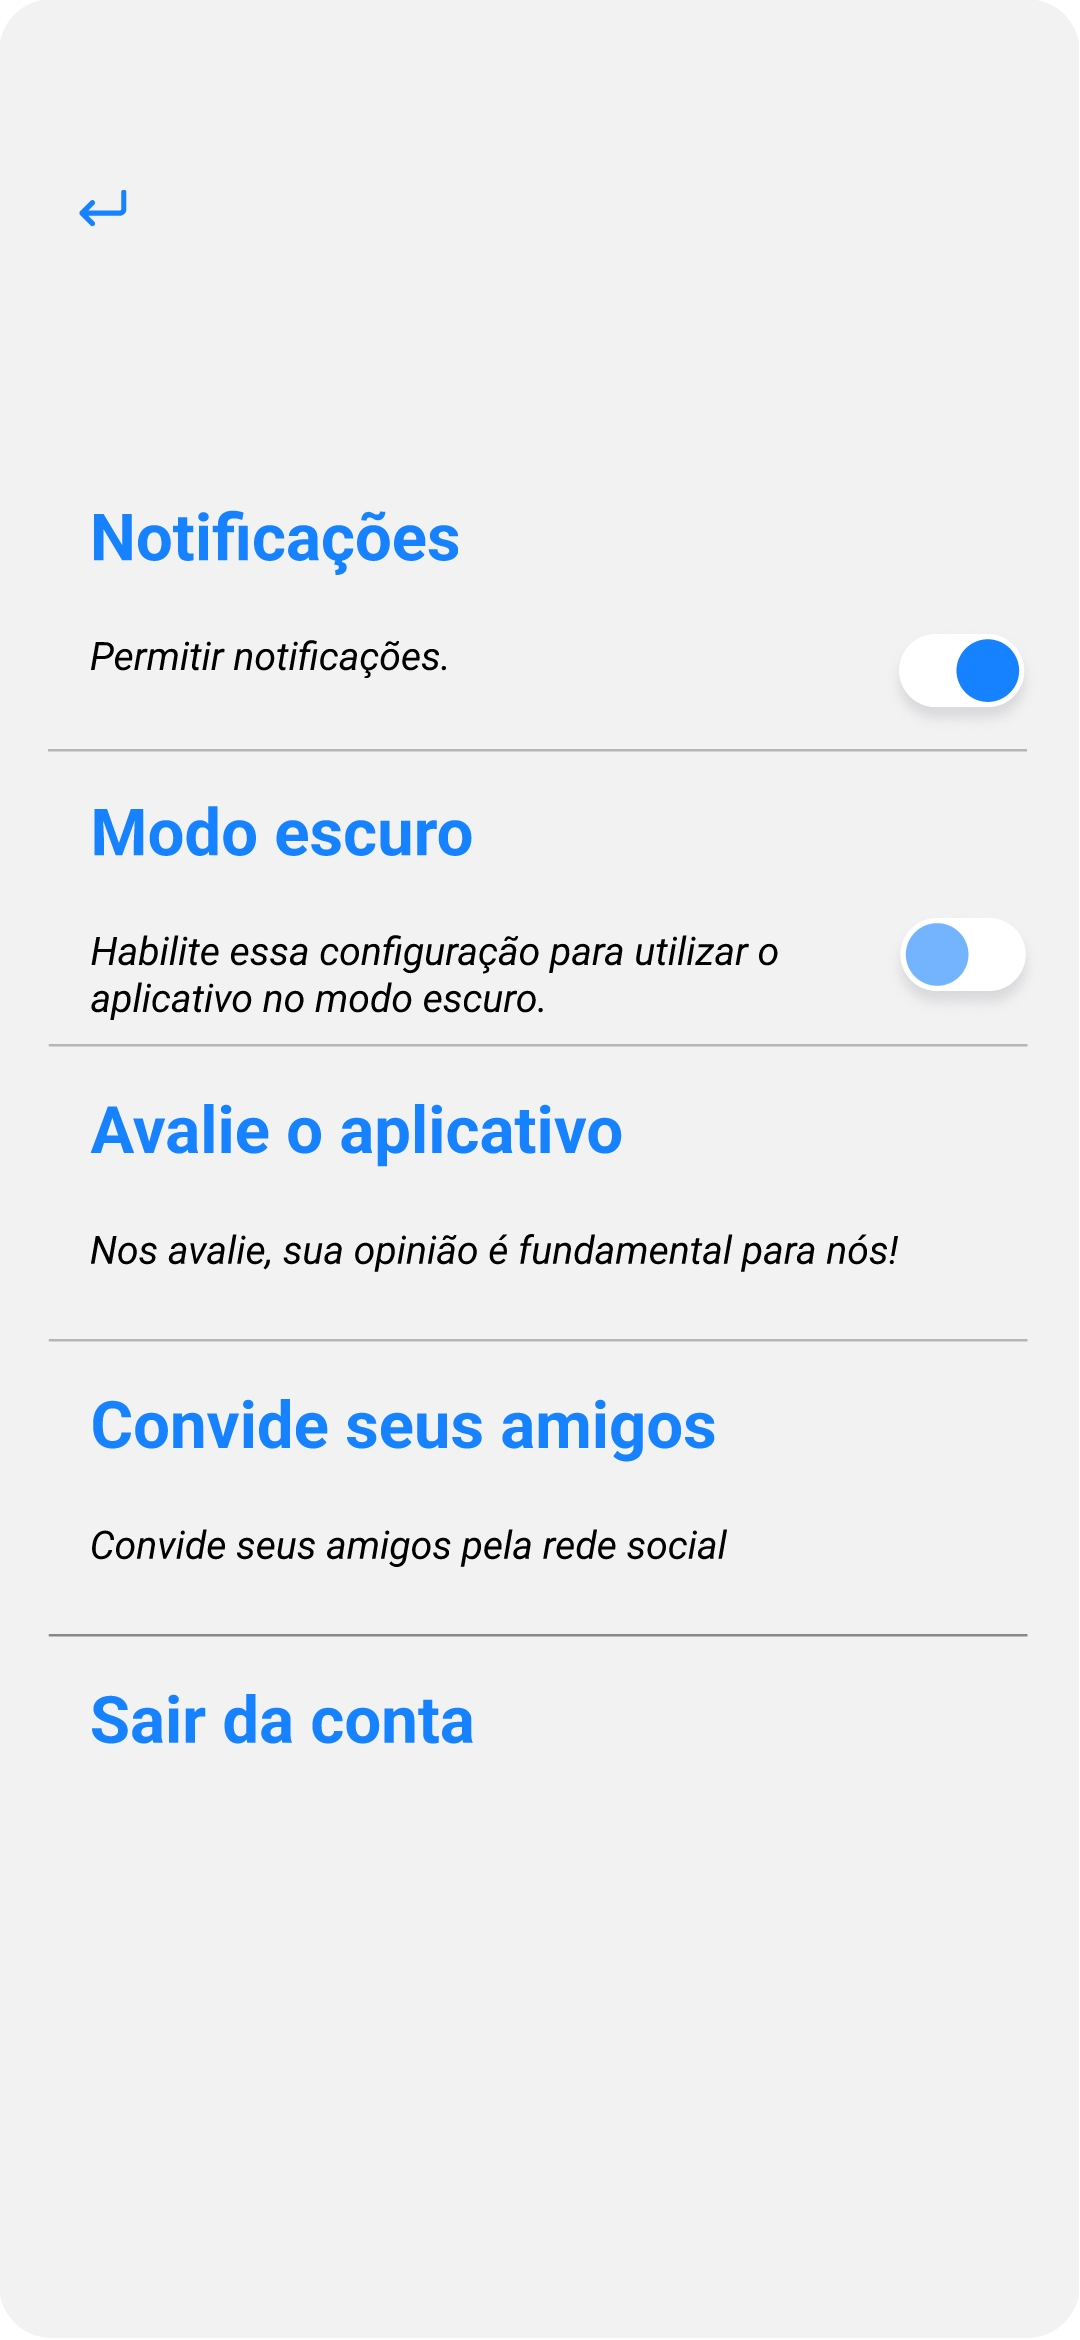 Notificações
Permitir notificações.
Modo escuro
Habilite essa configuração para utilizar o
aplicativo no modo escuro.
Avalie o aplicativo
Nos avalie, sua opinião é fundamental para nós!
Convide seus amigos
Convide seus amigos pela rede social
Sair da conta